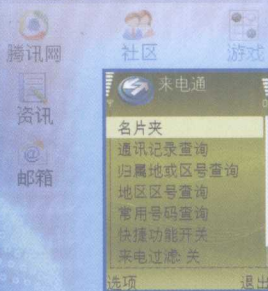 腾讯网
社区
游戏
资讯
邮箱
来电通
名片夹
通讯记录查询
归属地或区号查询
地区区号查询
常用号码查询
快捷功能开关
来电过滤: 关
选项
退出